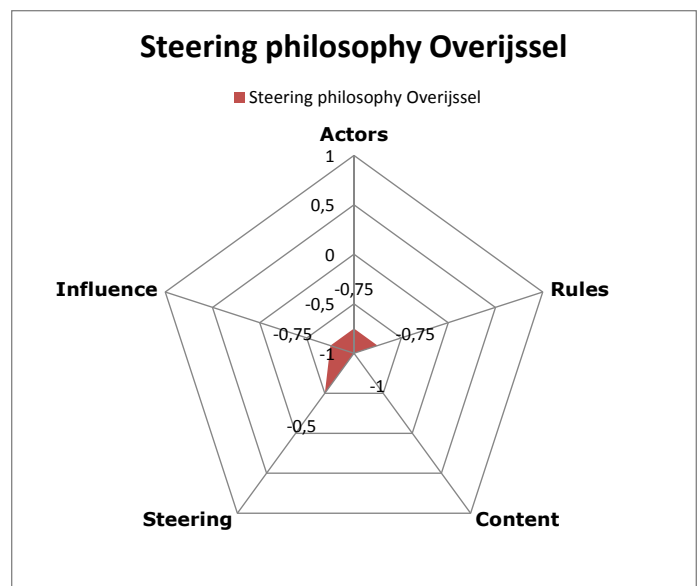 Steering philosophy Overijssel
Steering philosophy Overijssel
Actors
1
0,5
0
-0,75
-0,5
-0,75
-0,75
-1
-1
-0,5
Influence
Rules
Steering
Content